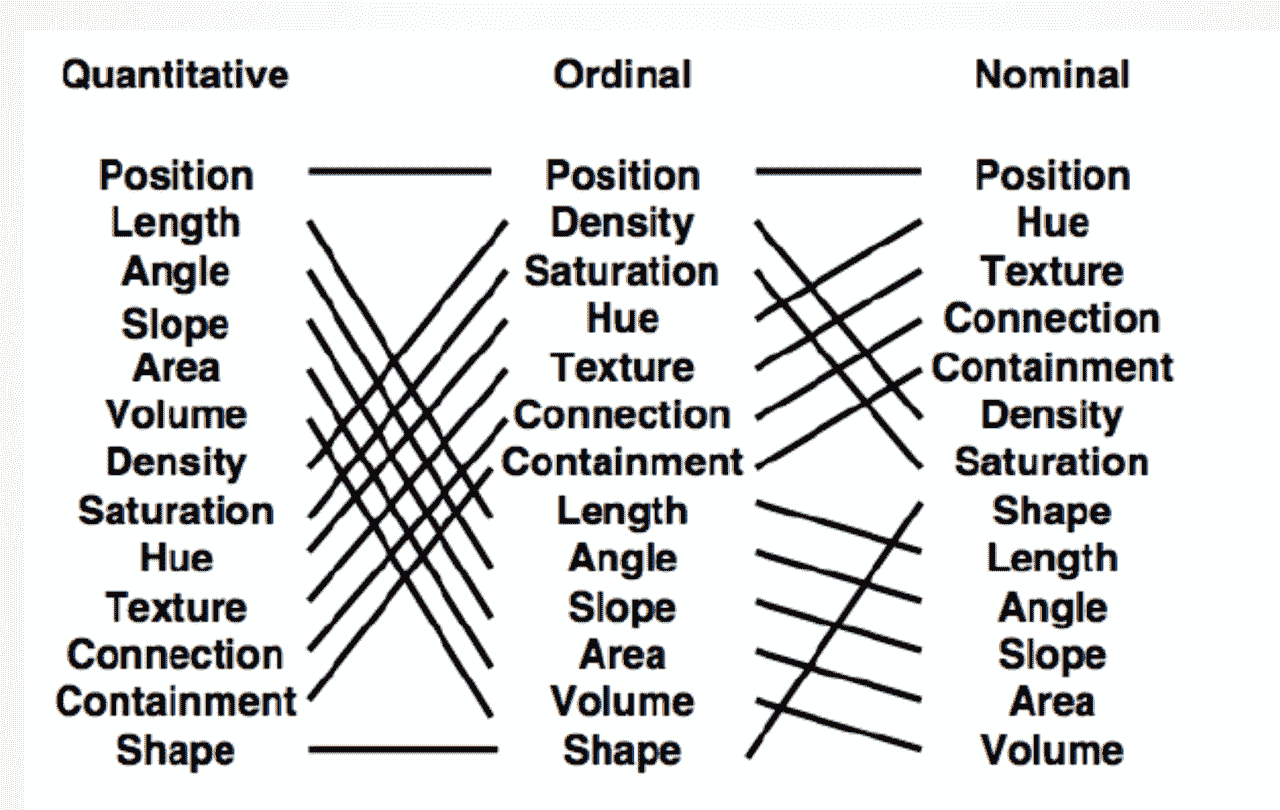 Quantitative Ordinal Nominal
Position Position Position
Length Density Hue
Angle Saturation Texture
Slope Hue Connection
Area Texture Containment
Volume Connection Density
Density Containment Saturation
Saturation Length Shape
Hue Angle Length
Texture Slope Angle
Connection Area Slope
Containment Volume Area
Shape Shape Volume